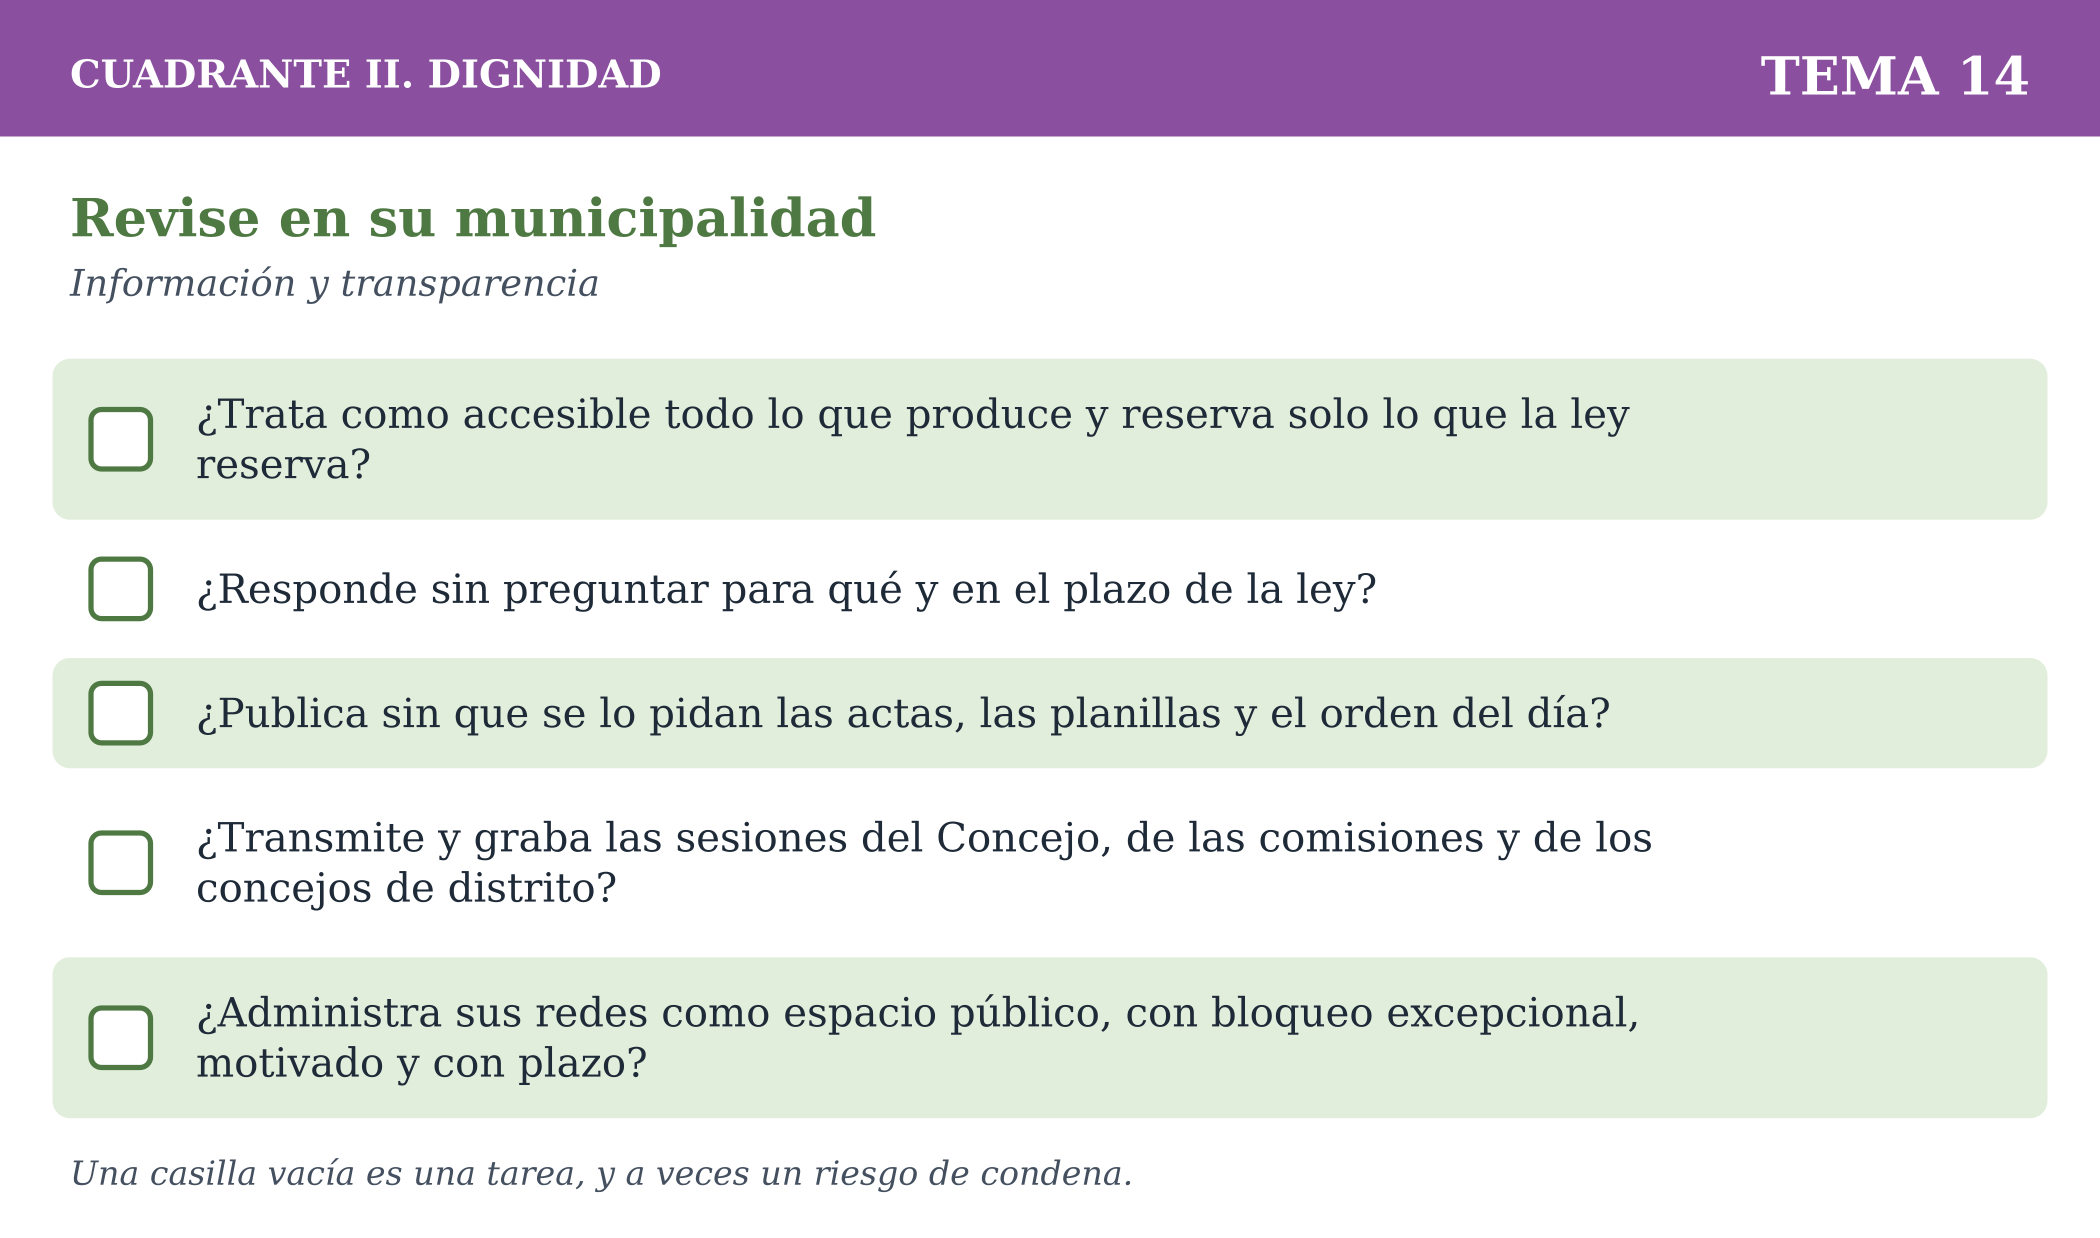 CUADRANTE II. DIGNIDAD
TEMA 14
Revise en su municipalidad
Información y transparencia
¿Trata como accesible todo lo que produce y reserva solo lo que la ley
reserva?
¿Responde sin preguntar para qué y en el plazo de la ley?
¿Publica sin que se lo pidan las actas, las planillas y el orden del día?
¿Transmite y graba las sesiones del Concejo, de las comisiones y de los
concejos de distrito?
¿Administra sus redes como espacio público, con bloqueo excepcional,
motivado y con plazo?
Una casilla vacía es una tarea, y a veces un riesgo de condena.